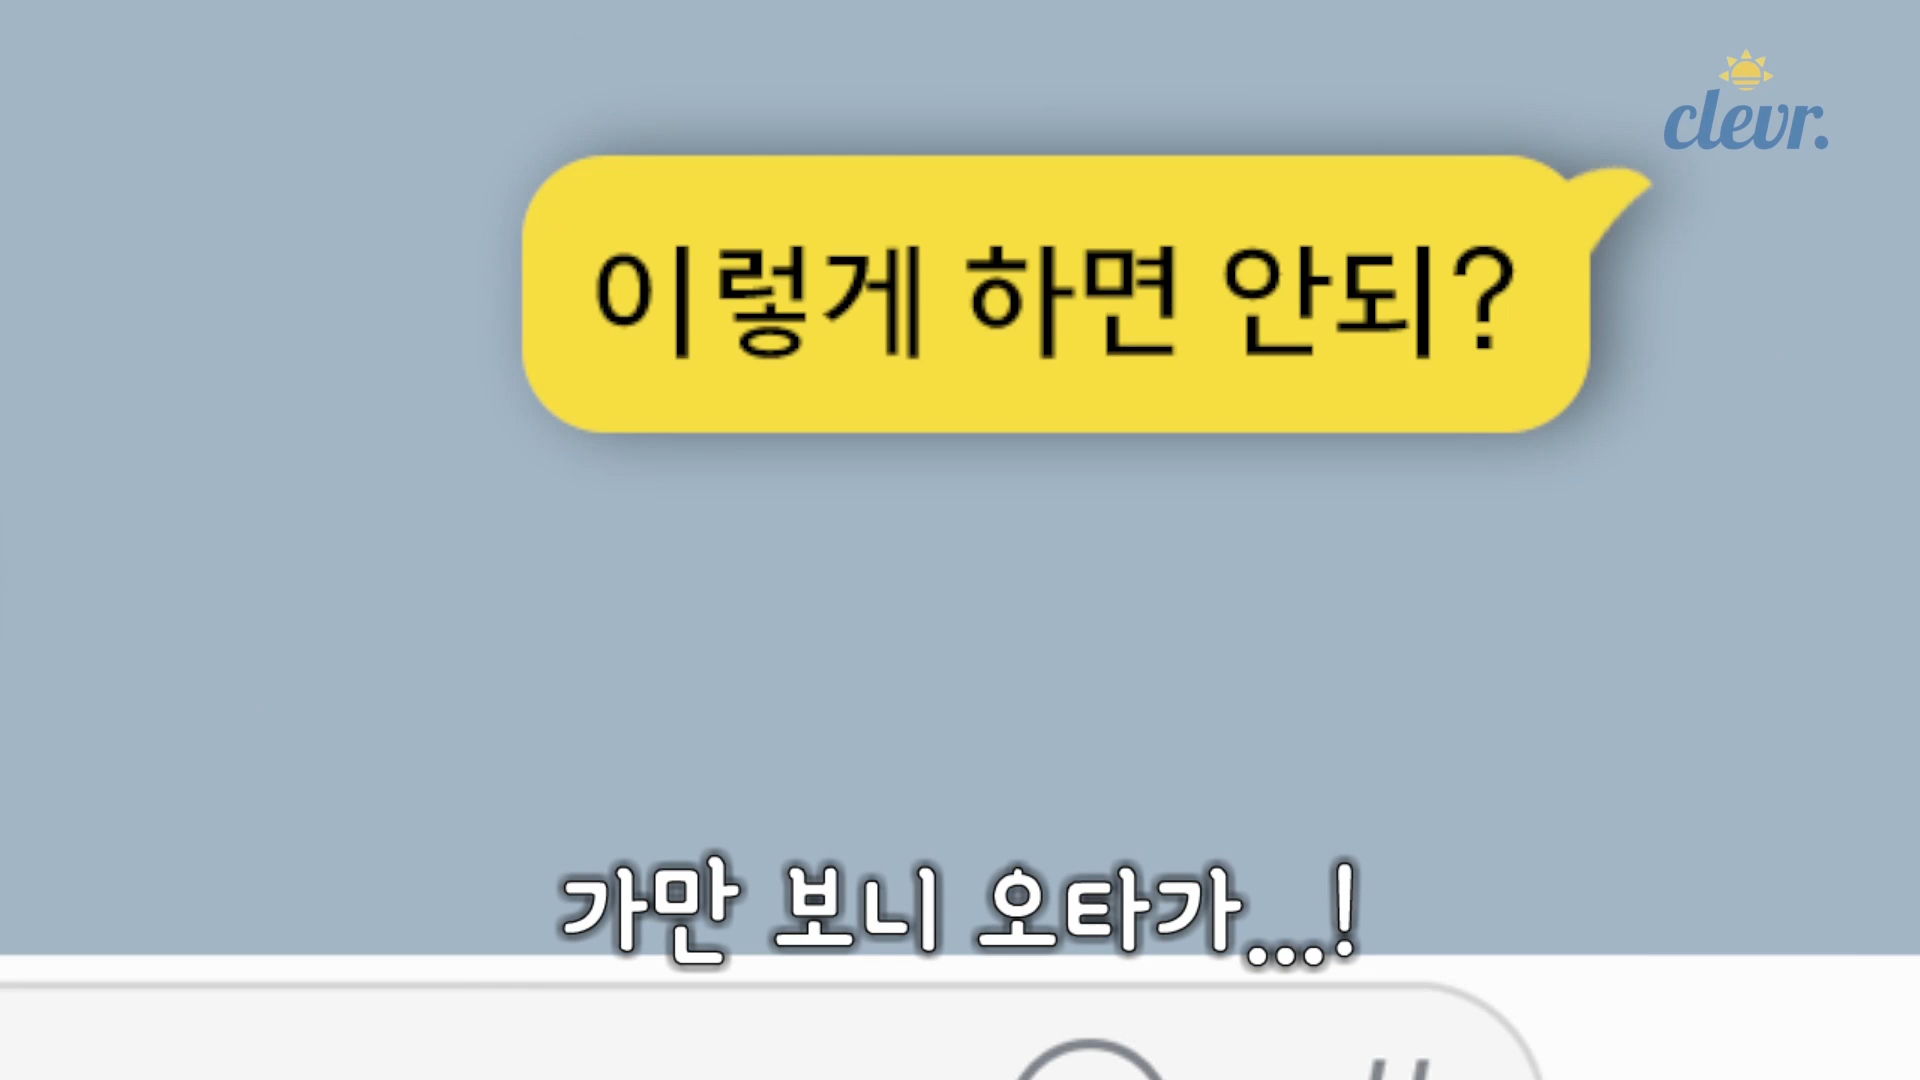 clevr.
이렇게 하면 안되?
가만 보니 오타가...!